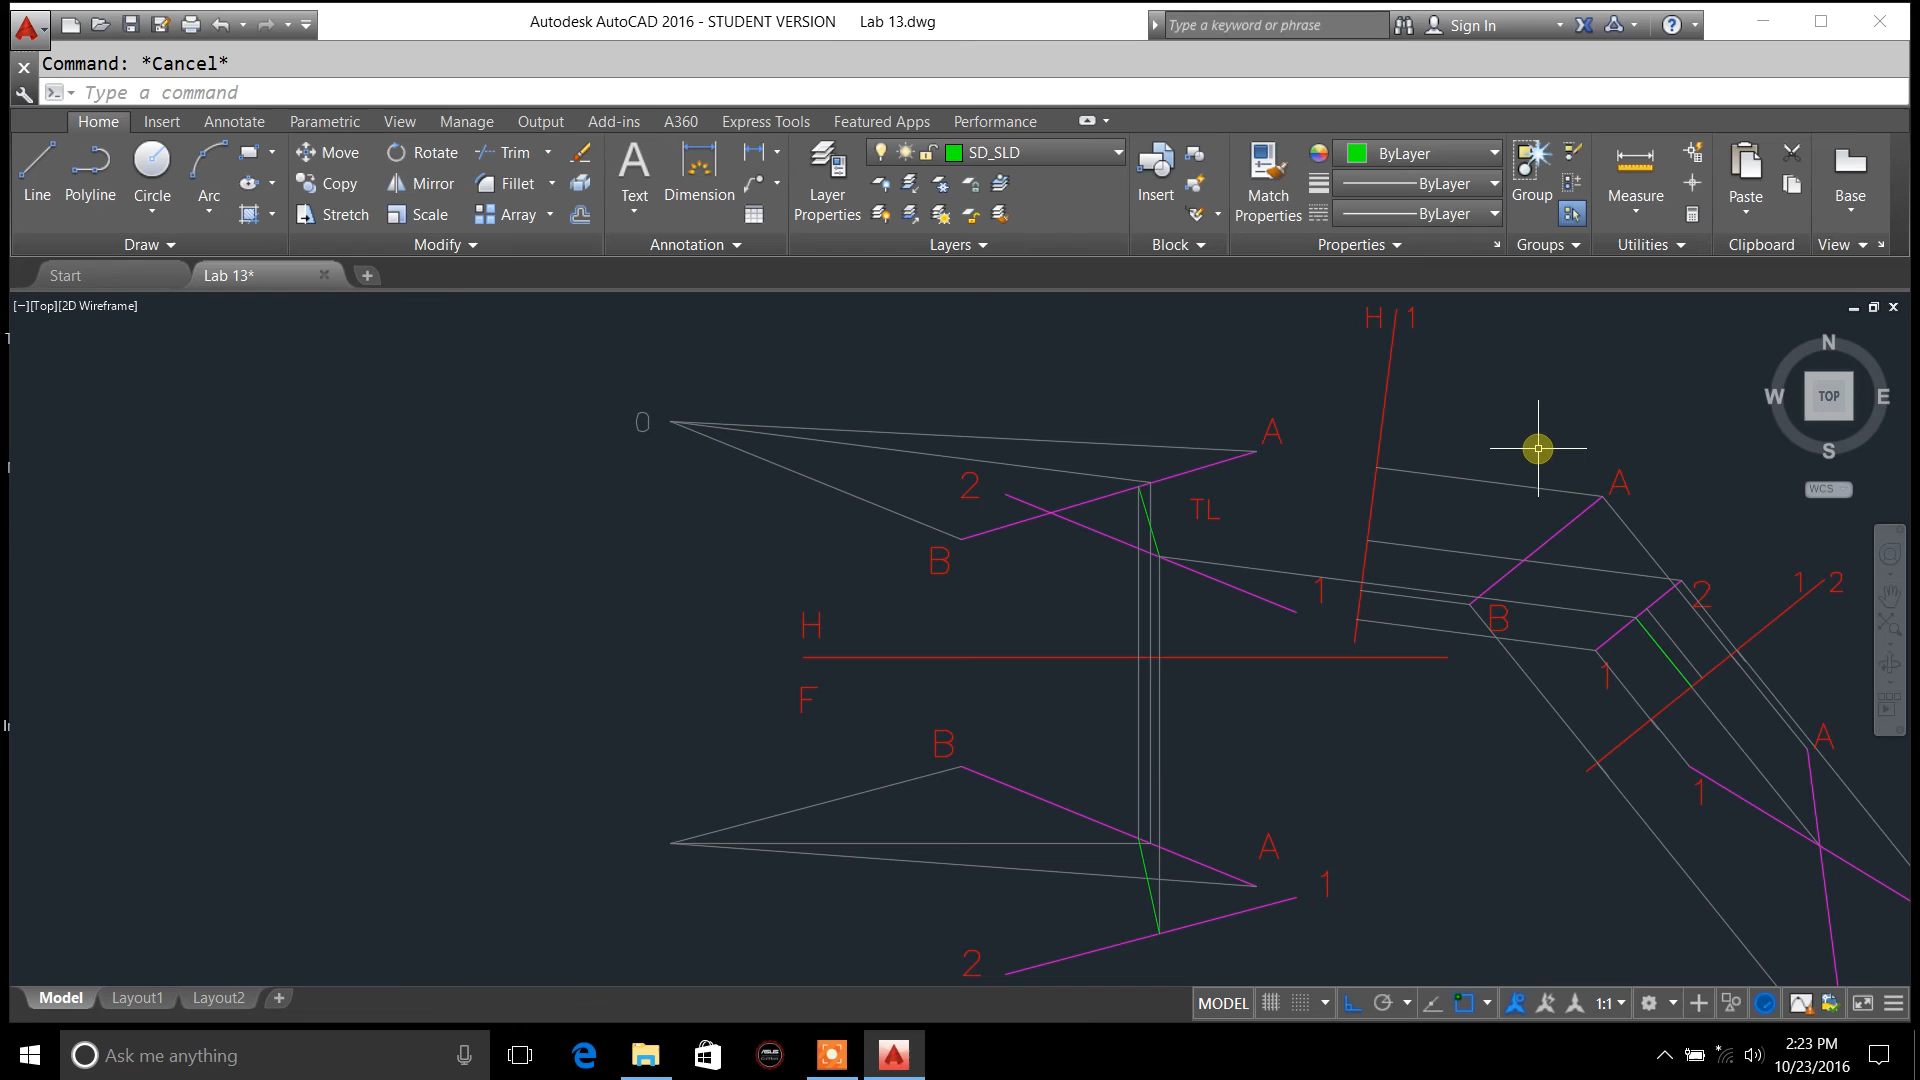 Autodesk AutoCAD 2016 - STUDENT VERSION Lab 13.dwg
Type a keyword or phrase
Sign In
Command: *Cancel*
Type a command
Home Insert Annotate Parametric View Manage Output Add-ins A360 Express Tools Featured Apps Performance
Line Polyline Circle Arc
Move Rotate Trim
Copy Mirror Fillet
Stretch Scale Array
Text Dimension
Layer Properties
SD_SLD
Insert
Match Properties
ByLayer
ByLayer
ByLayer
Group
Measure
Paste
Base
Draw Modify Annotation Layers Block Properties Groups Utilities Clipboard View
Start Lab 13*
[−][Top][2D Wireframe]
H 1
N
W TOP E
S
WCS
O
A
2
A
TL
B
1
2
1 2
H
B
1
F
B
A
1
A
1
2
Model Layout1 Layout2
MODEL 1:1
Ask me anything
2:23 PM
10/23/2016